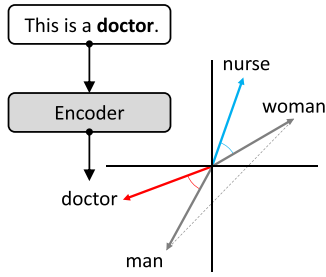 This is a doctor.
Encoder
nurse
woman
doctor
man